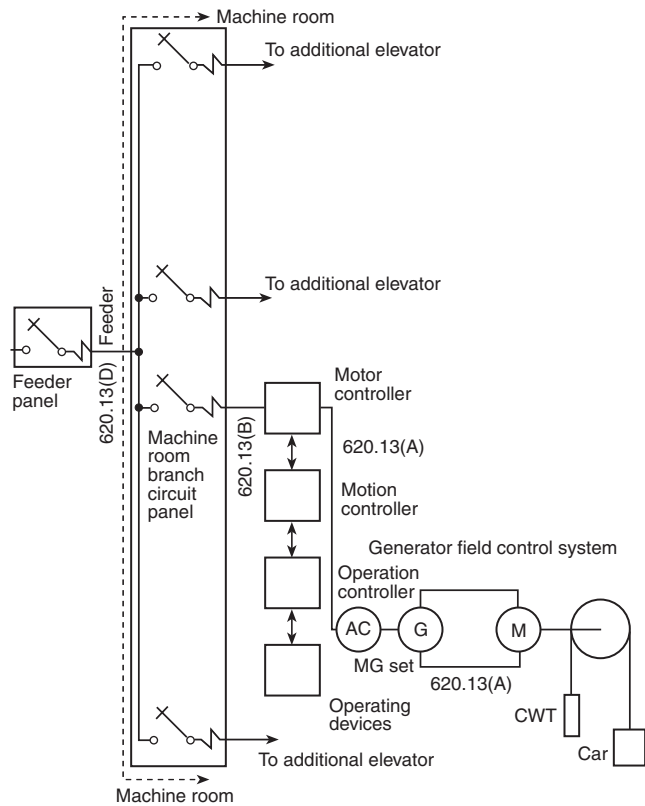 Machine room
To additional elevator
To additional elevator
Feeder
620.13(D)
Feeder
panel
Machine
room
branch
circuit
panel
620.13(B)
Motor
controller
620.13(A)
Motion
controller
Generator field control system
Operation
controller
AC
G
M
MG set
620.13(A)
Operating
devices
CWT
Car
To additional elevator
Machine room